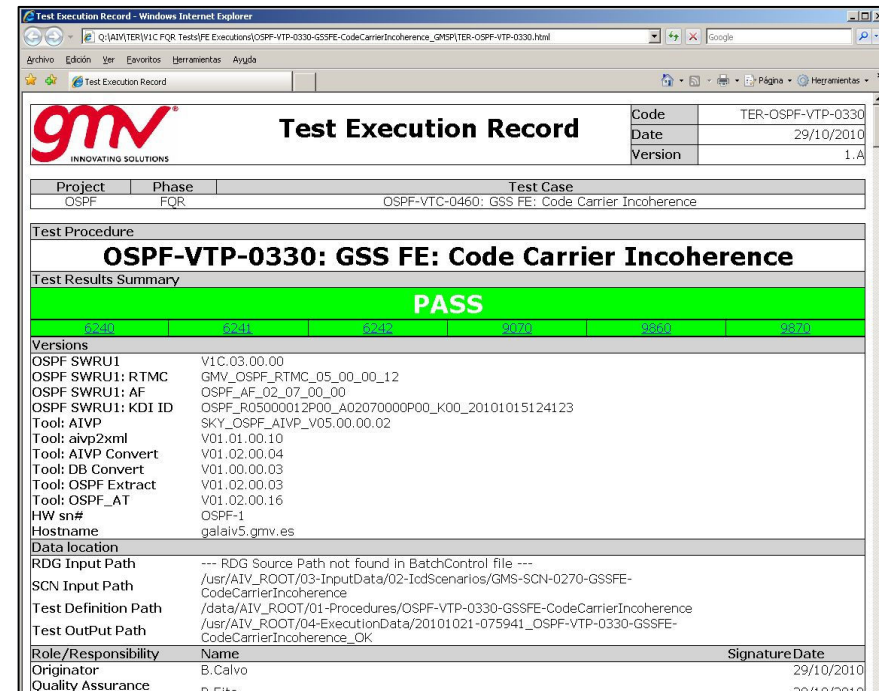 Test Execution Record - Windows Internet Explorer
Q:\AIV\TER\V1C FQR Tests\FE Executions\OSPF-VTP-0330-GSSFE-CodeCarrierIncoherence_GMSP\TER-OSPF-VTP-0330.html
Google
Archivo Edición Ver Favoritos Herramientas Ayuda
Test Execution Record
Página Herramientas
gmv
INNOVATING SOLUTIONS
Test Execution Record
Code TER-OSPF-VTP-0330
Date 29/10/2010
Version 1.A
Project Phase Test Case
OSPF FQR OSPF-VTC-0460: GSS FE: Code Carrier Incoherence
Test Procedure
OSPF-VTP-0330: GSS FE: Code Carrier Incoherence
Test Results Summary
PASS
6240 6241 6242 9070 9860 9870
Versions
OSPF SWRU1 V1C.03.00.00
OSPF SWRU1: RTMC GMV_OSPF_RTMC_05_00_00_12
OSPF SWRU1: AF OSPF_AF_02_07_00_00
OSPF SWRU1: KDI ID OSPF_R05000012P00_A02070000P00_K00_20101015124123
Tool: AIVP SKY_OSPF_AIVP_V05.00.00.02
Tool: aivp2xml V01.01.00.10
Tool: AIVP Convert V01.02.00.04
Tool: DB Convert V01.00.00.03
Tool: OSPF Extract V01.02.00.03
Tool: OSPF_AT V01.02.00.16
HW sn# OSPF-1
Hostname galaiv5.gmv.es
Data location
RDG Input Path --- RDG Source Path not found in BatchControl file ---
SCN Input Path /usr/AIV_ROOT/03-InputData/02-IcdScenarios/GMS-SCN-0270-GSSFE-
CodeCarrierIncoherence
Test Definition Path /data/AIV_ROOT/01-Procedures/OSPF-VTP-0330-GSSFE-CodeCarrierIncoherence
Test OutPut Path /usr/AIV_ROOT/04-ExecutionData/20101021-075941_OSPF-VTP-0330-GSSFE-
CodeCarrierIncoherence_OK
Role/Responsibility Name Signature Date
Originator B.Calvo 29/10/2010
Quality Assurance